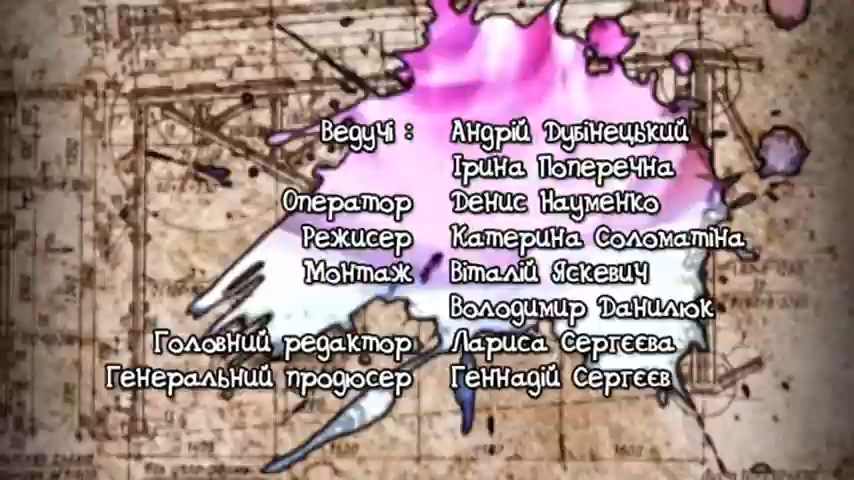 Ведучі : Андрій Дубінецький
Ірина Поперечна
Оператор Денис Науменко
Режисер Катерина Соломатіна
Монтаж Віталій Яскевич
Володимир Данилюк
Головний редактор Лариса Сергєєва
Генеральний продюсер Геннадій Сергєєв